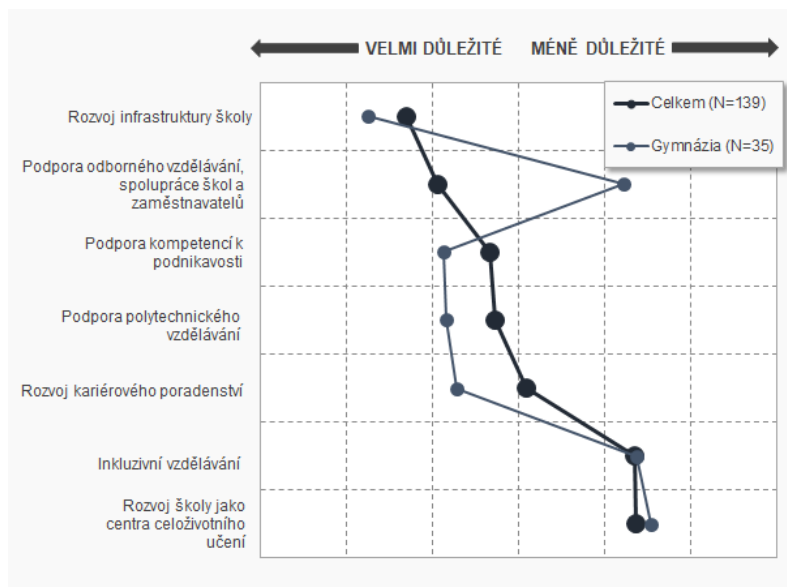 VELMI DŮLEŽITÉ
MÉNĚ DŮLEŽITÉ
Celkem (N=139)
Gymnázia (N=35)
Rozvoj infrastruktury školy
Podpora odborného vzdělávání,
spolupráce škol a
zaměstnavatelů
Podpora kompetencí k
podnikavosti
Podpora polytechnického
vzdělávání
Rozvoj kariérového poradenství
Inkluzivní vzdělávání
Rozvoj školy jako
centra celoživotního
učení